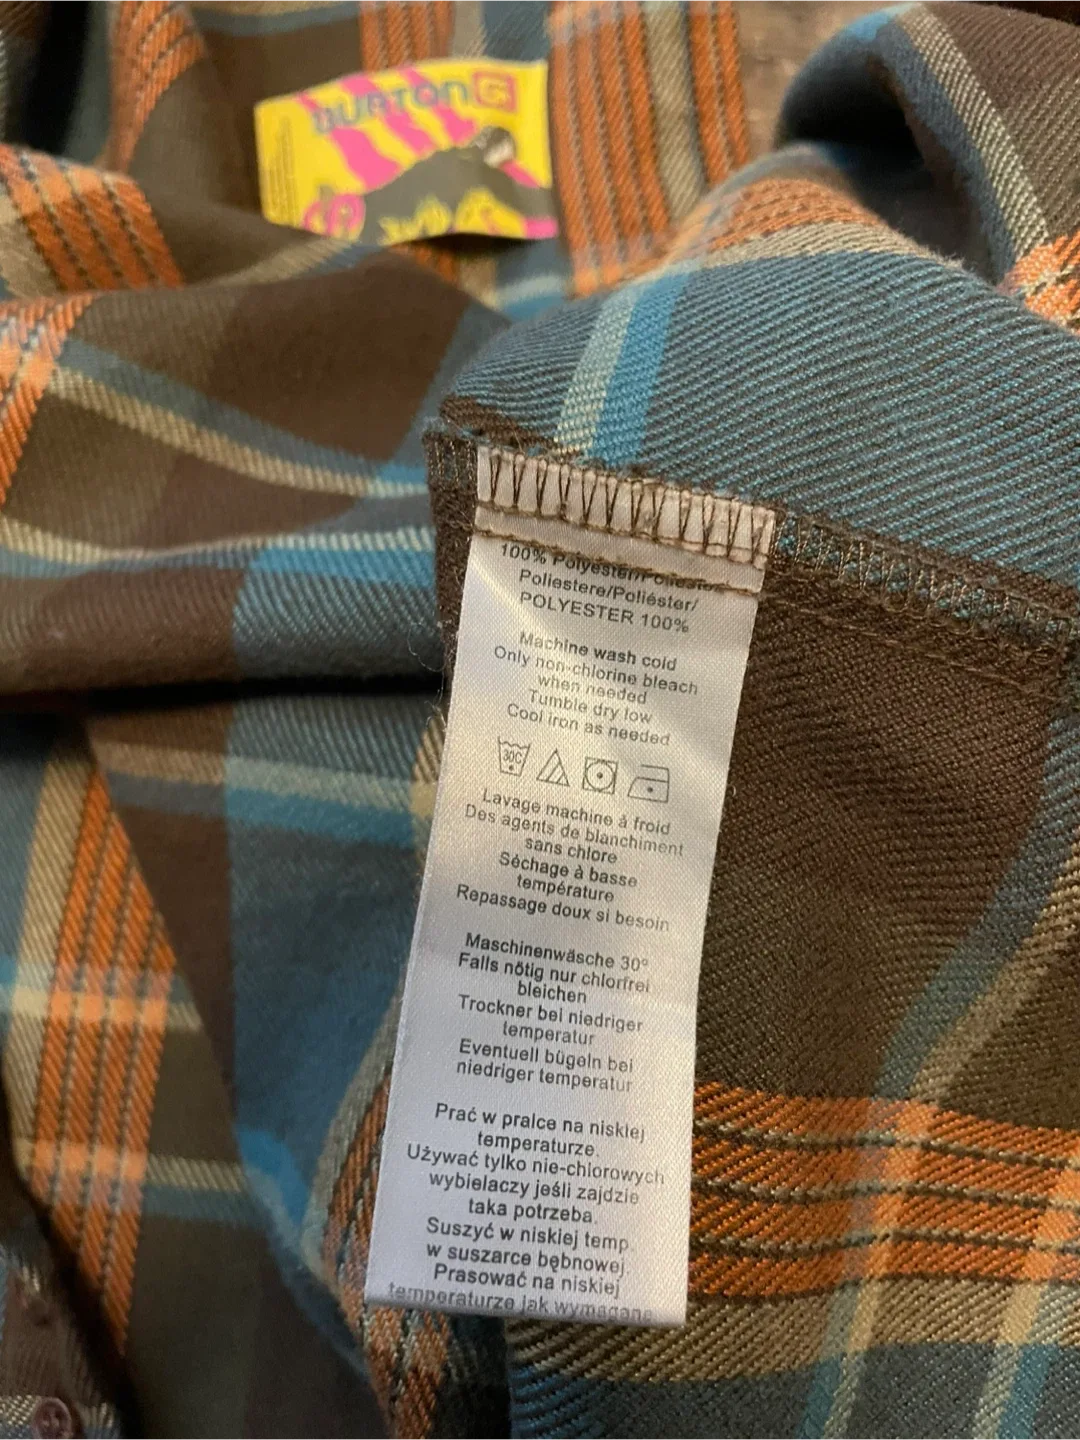 BURTON
100% Polyester/Poliéster/
Poliestere/Poliéster/
POLYESTER 100%
Machine wash cold
Only non-chlorine bleach
when needed
Tumble dry low
Cool iron as needed
30C
Lavage machine à froid
Des agents de blanchiment
sans chlore
Séchage à basse
température
Repassage doux si besoin
Maschinenwäsche 30°
Falls nötig nur chlorfrei
bleichen
Trockner bei niedriger
temperatur
Eventuell bügeln bei
niedriger temperatur
Prać w pralce na niskiej
temperaturze.
Używać tylko nie-chlorowych
wybielaczy jeśli zajdzie
taka potrzeba.
Suszyć w niskiej temp.
w suszarce bębnowej.
Prasować na niskiej
temperaturze jak wymagane